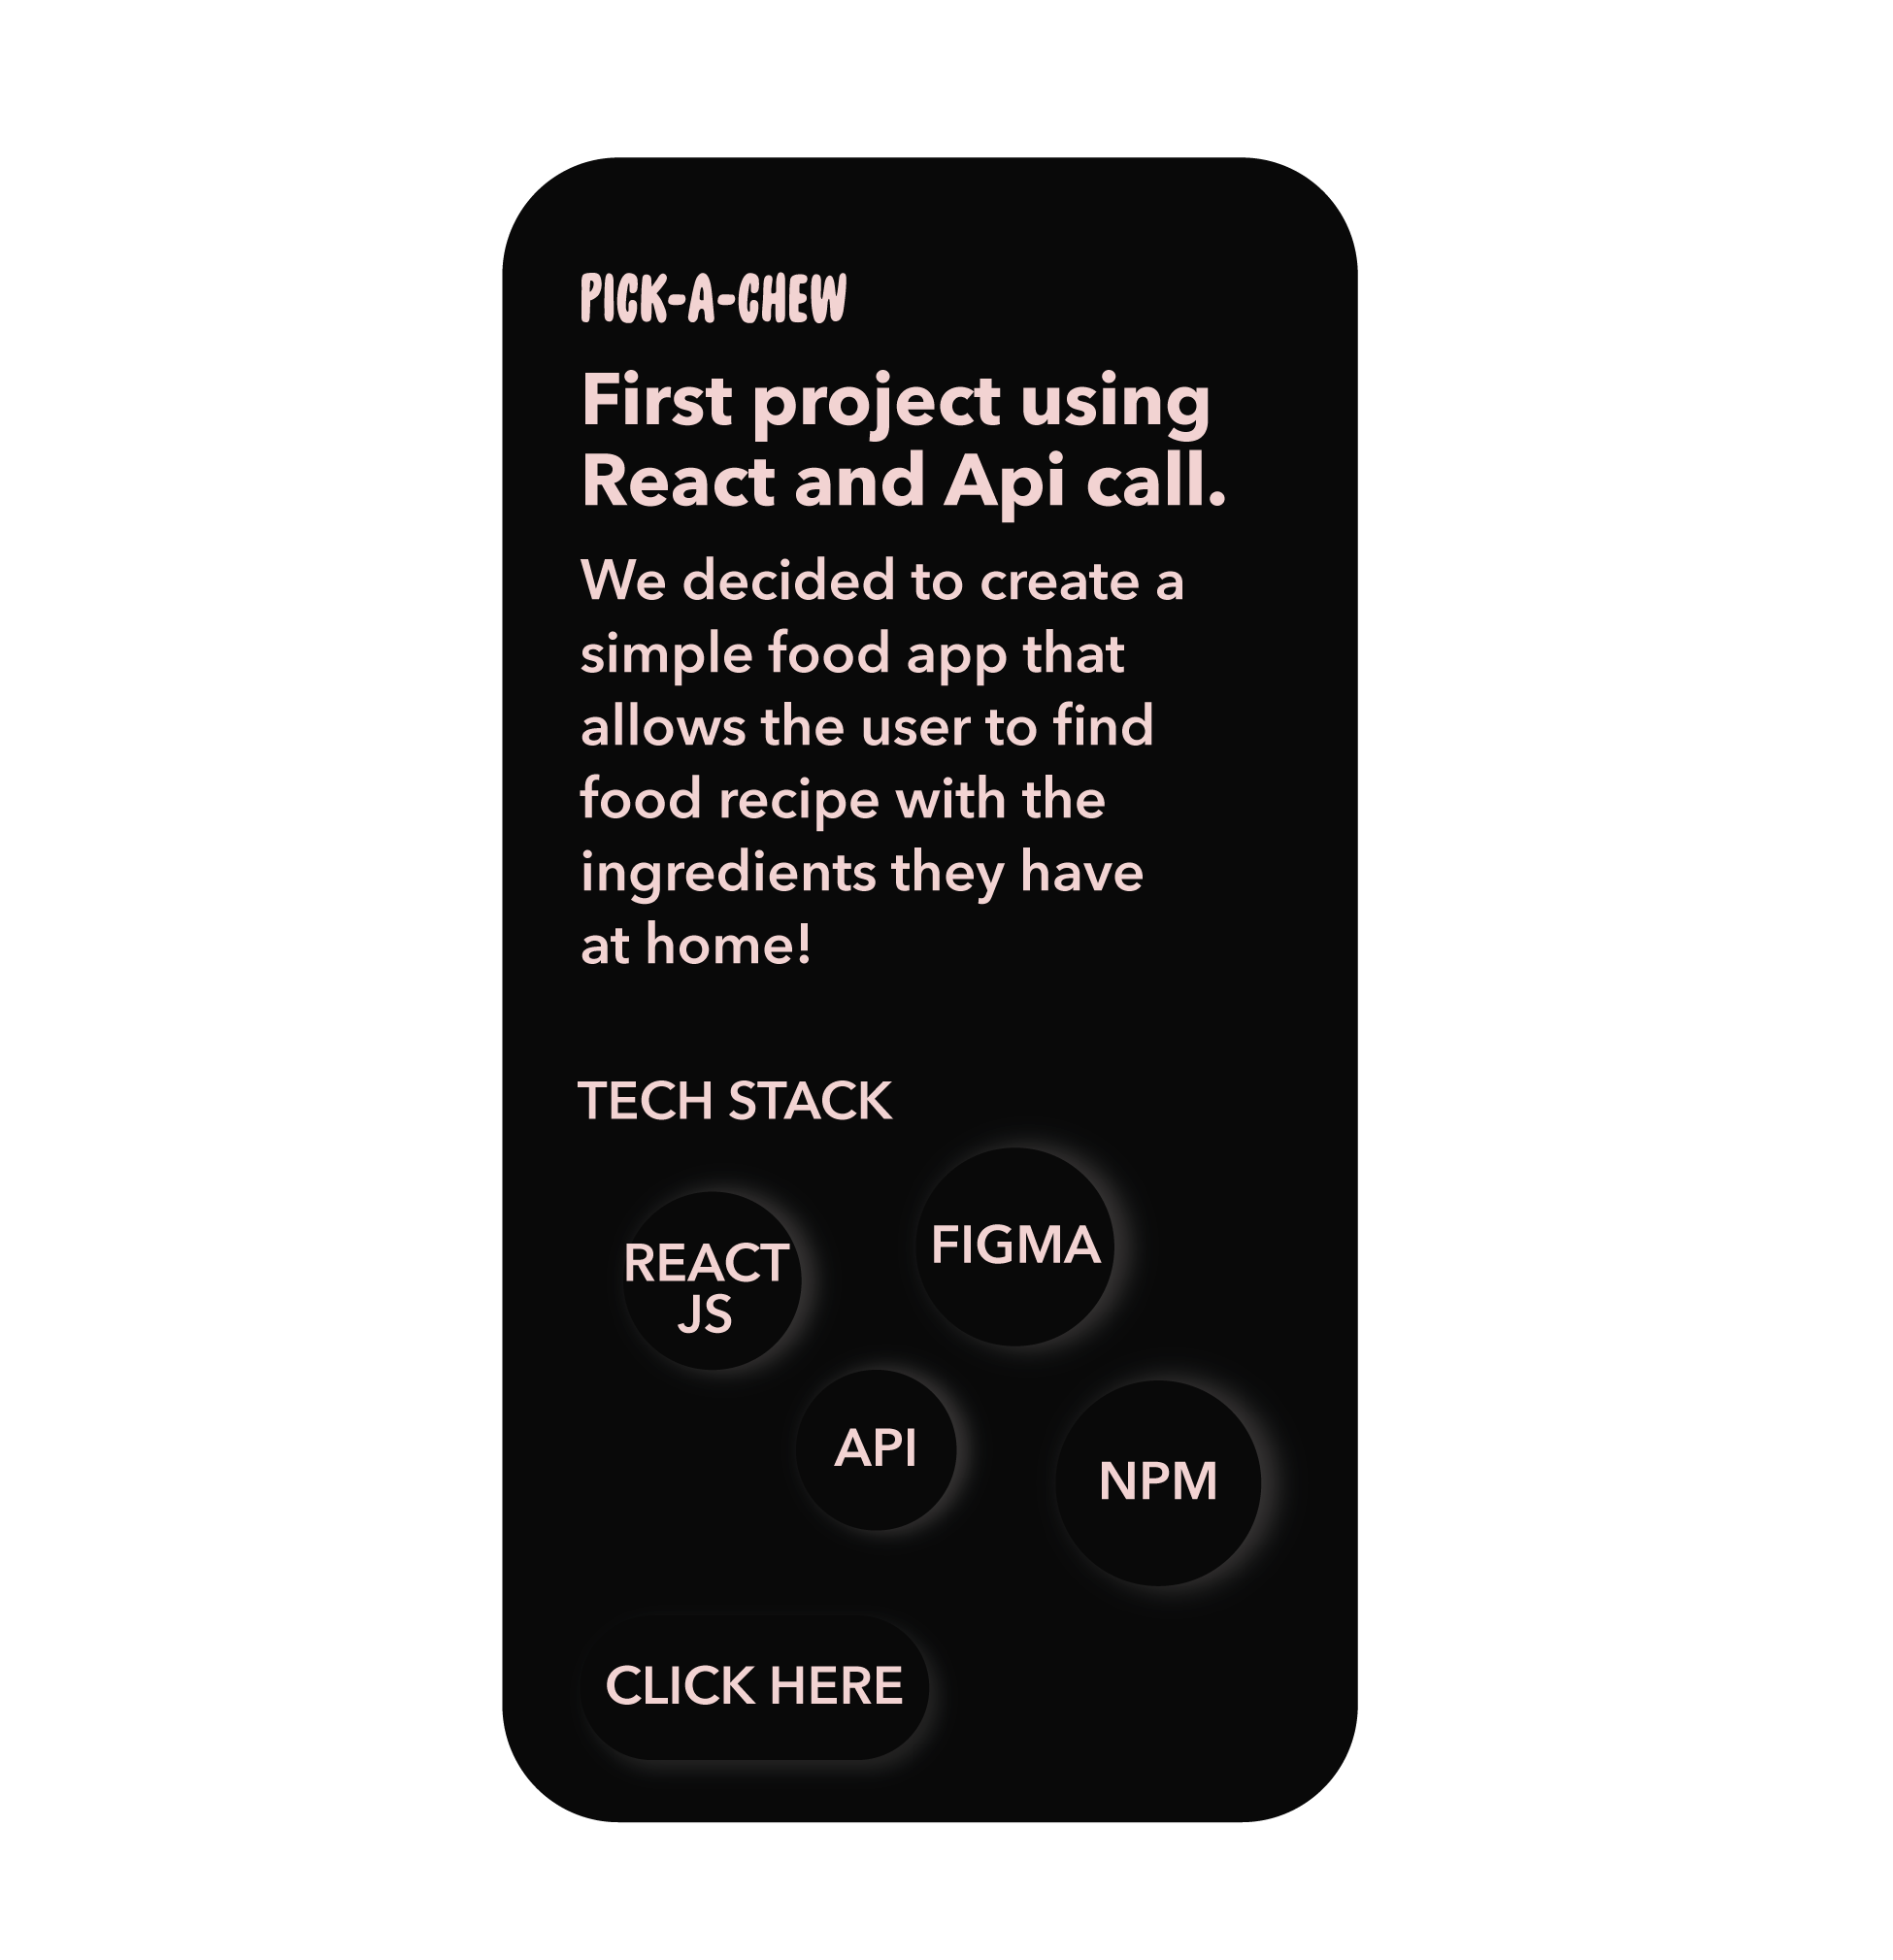 PICK-A-CHEW
First project using
React and Api call.
We decided to create a
simple food app that
allows the user to find
food recipe with the
ingredients they have
at home!
TECH STACK
FIGMA
REACT
JS
API
NPM
CLICK HERE